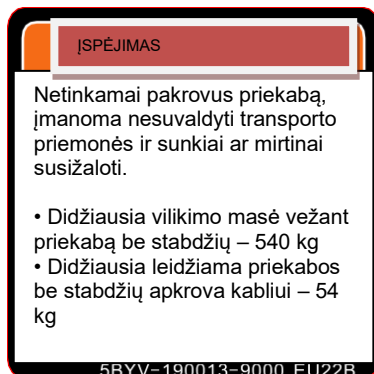 ĮSPĖJIMAS
Netinkamai pakrovus priekabą,
įmanoma nesuvaldyti transporto
priemonės ir sunkiai ar mirtinai
susižaloti.
• Didžiausia vilikimo masė vežant
priekabą be stabdžių – 540 kg
• Didžiausia leidžiama priekabos
be stabdžių apkrova kabliui – 54
kg
5BYV-190013-9000 EU22B